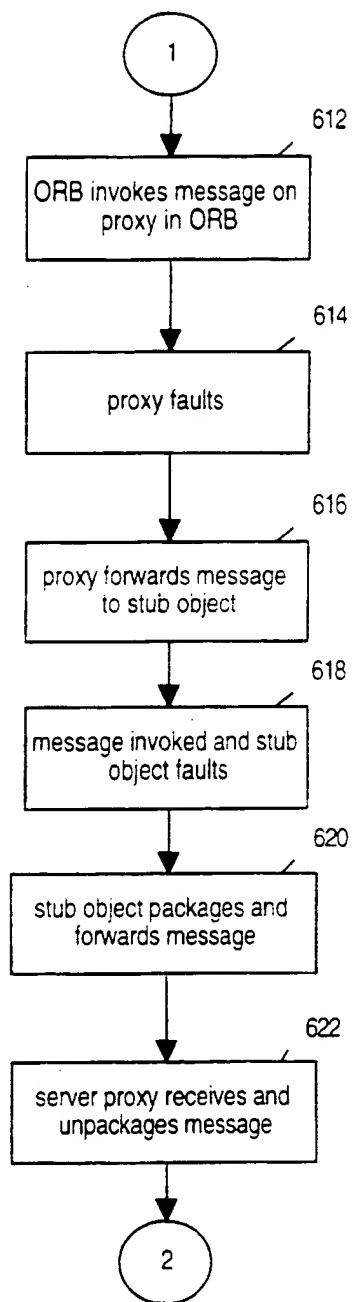 1
612
ORB invokes message on
proxy in ORB
614
proxy faults
616
proxy forwards message
to stub object
618
message invoked and stub
object faults
620
stub object packages and
forwards message
622
server proxy receives and
unpackages message
2